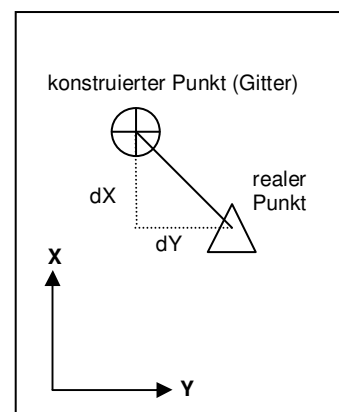 konstruierter Punkt (Gitter)
realer
Punkt
dX
dY
X
Y